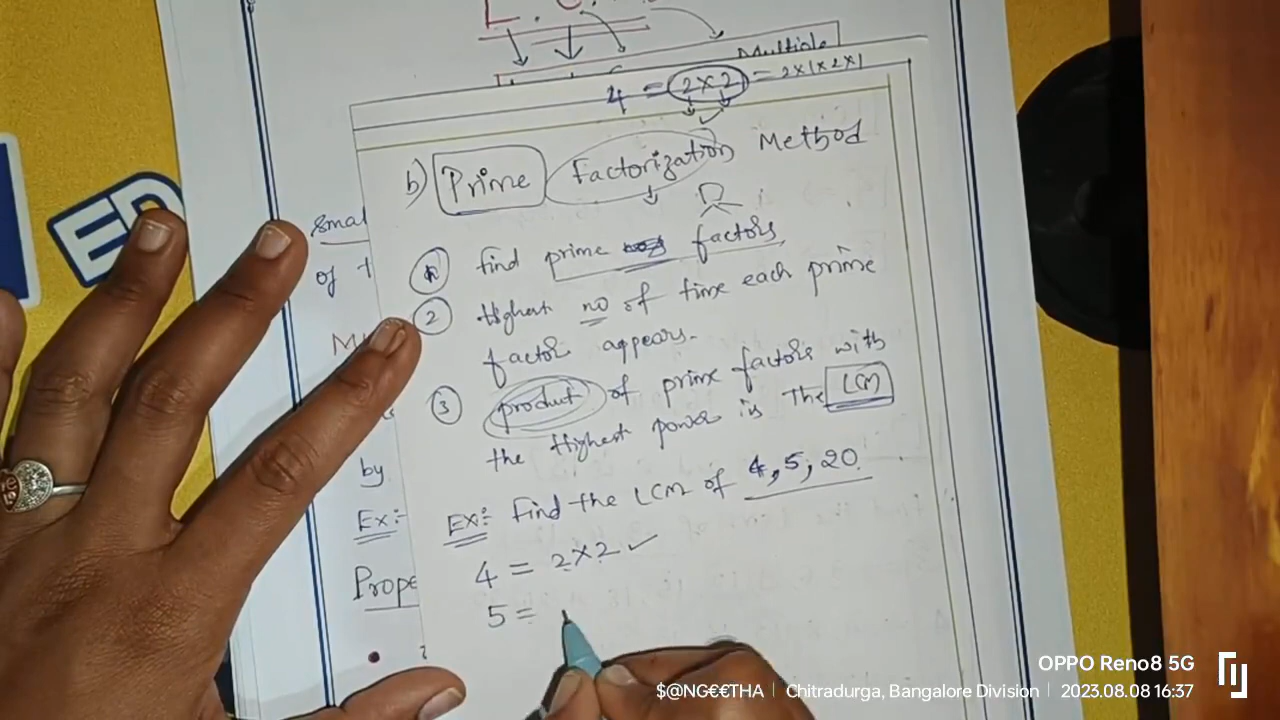 L.C.
Multiple
4 = 2×2 = 2×1×2×1
b) Prime Factorization Method
① find prime factors
② Highest no of time each prime
factor appears.
③ product of prime factors with
the Highest power is the LCM
Ex:- Find the LCM of 4, 5, 20.
4 = 2×2 ✓
5 =
Smal
of t
by
Ex:-
Prope
ED
OPPO Reno8 5G
$@NG€€THA | Chitradurga, Bangalore Division | 2023.08.08 16:37